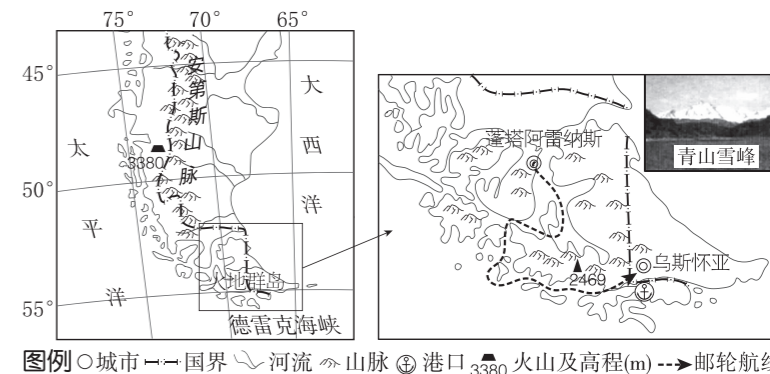 75° 70° 65°
45°
50°
55°
安第斯山脉
大西洋
太平洋
3380
火地群岛
德雷克海峡
蓬塔阿雷纳斯
青山雪峰
乌斯怀亚
2469
图例 城市 国界 河流 山脉 港口 3380 火山及高程(m) 邮轮航线